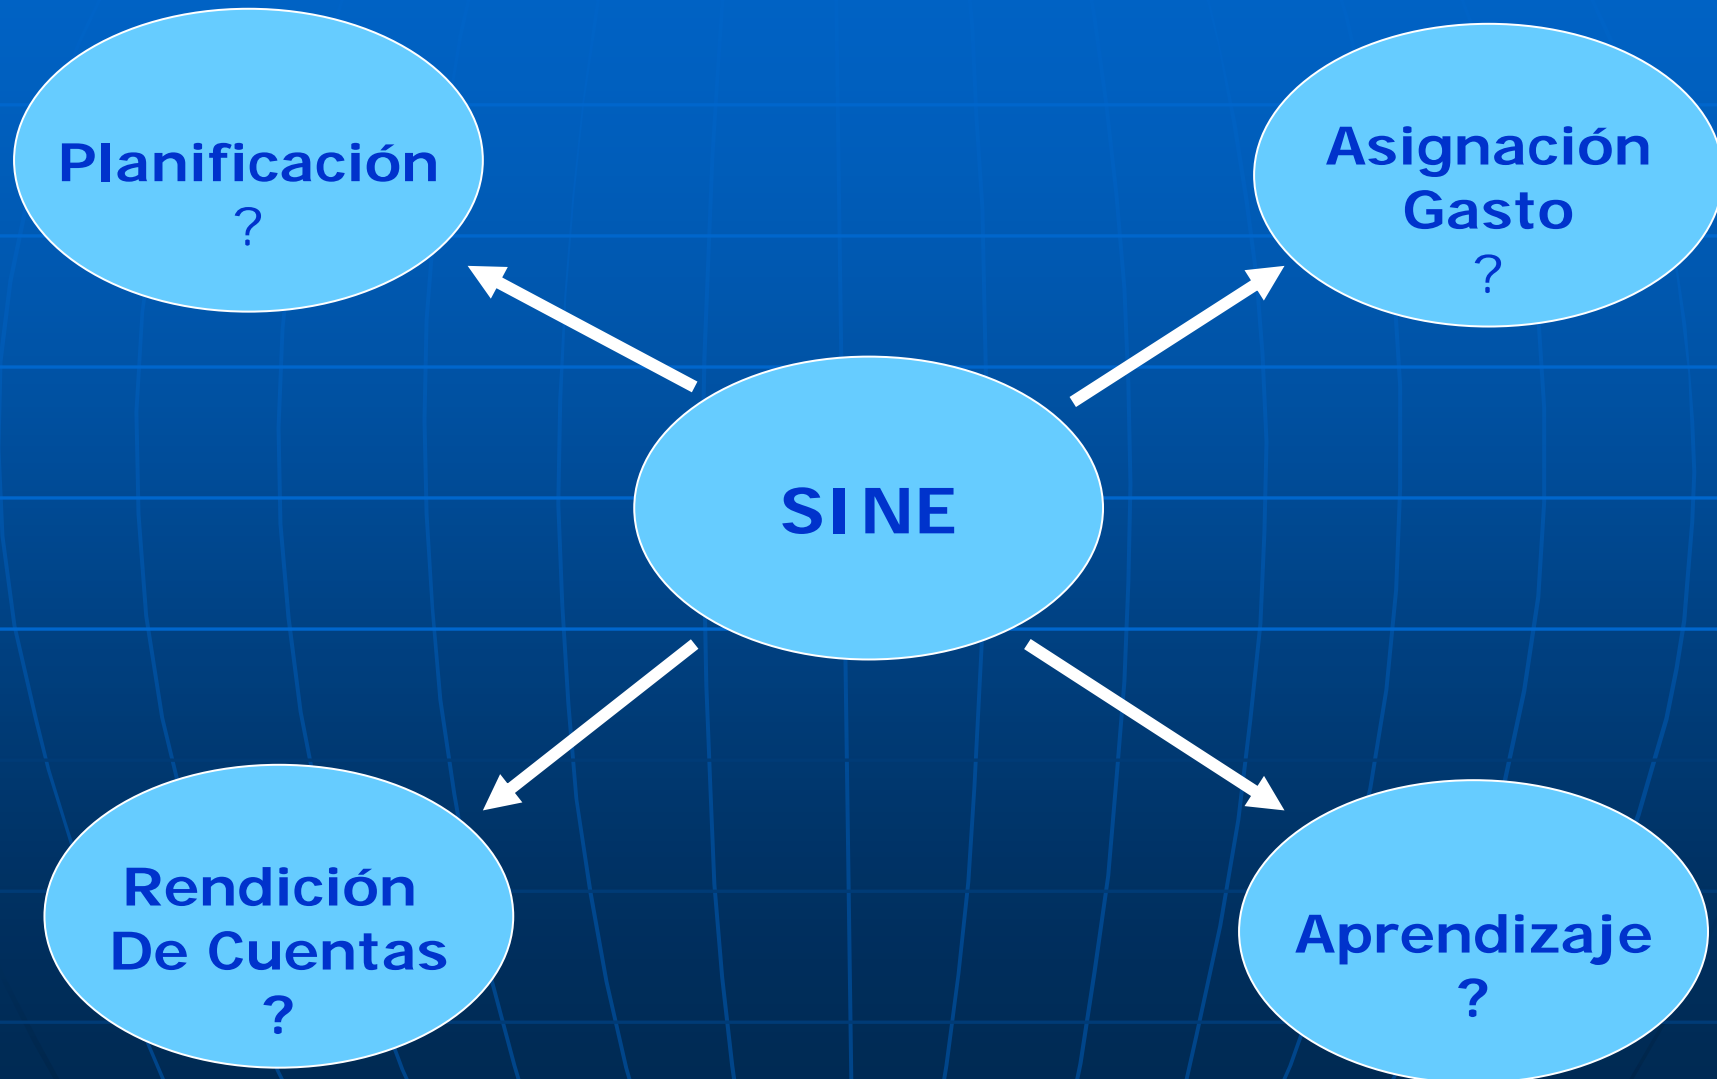 Planificación
?
Asignación
Gasto
?
SINE
Rendición
De Cuentas
?
Aprendizaje
?